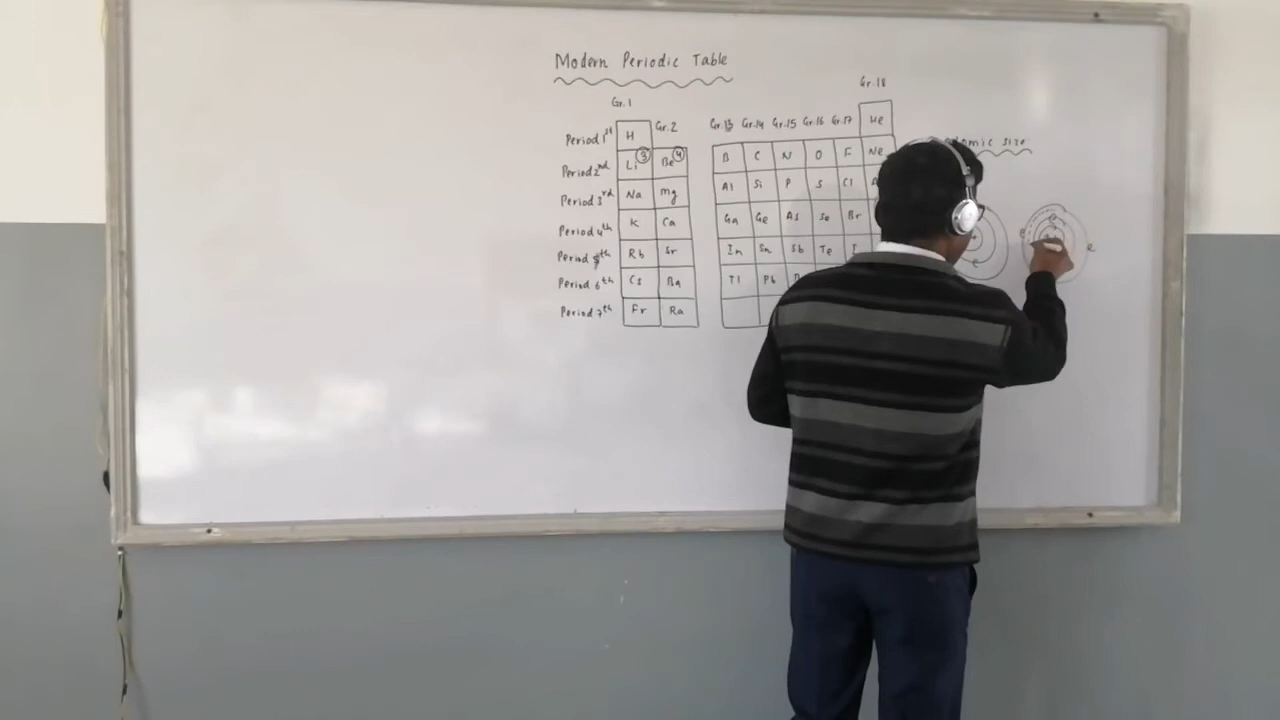 Modern Periodic Table
Gr.18
Gr.1
Gr.2 Gr.13 Gr.14 Gr.15 Gr.16 Gr.17 He
Period 1st H
Period 2nd Li 3 Be 4 B C N O F Ne
Period 3rd Na mg Al Si P S Cl
Period 4th K Ca Ga Ge As Se Br
Period 5th Rb Sr In Sn Sb Te I
Period 6th Cs Ba Tl Pb
Period 7th Fr Ra
size